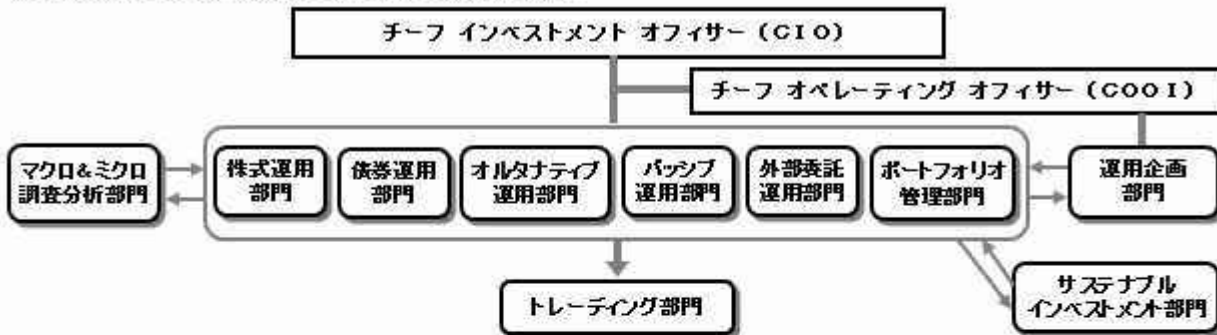 チーフ インベストメント オフィサー（CIO）
チーフ オペレーティング オフィサー（COOI）
マクロ&ミクロ
調査分析部門
株式運用
部門
債券運用
部門
オルタナティブ
運用部門
パッシブ
運用部門
外部委託
運用部門
ポートフォリオ
管理部門
運用企画
部門
トレーディング部門
サステナブル
インベストメント部門